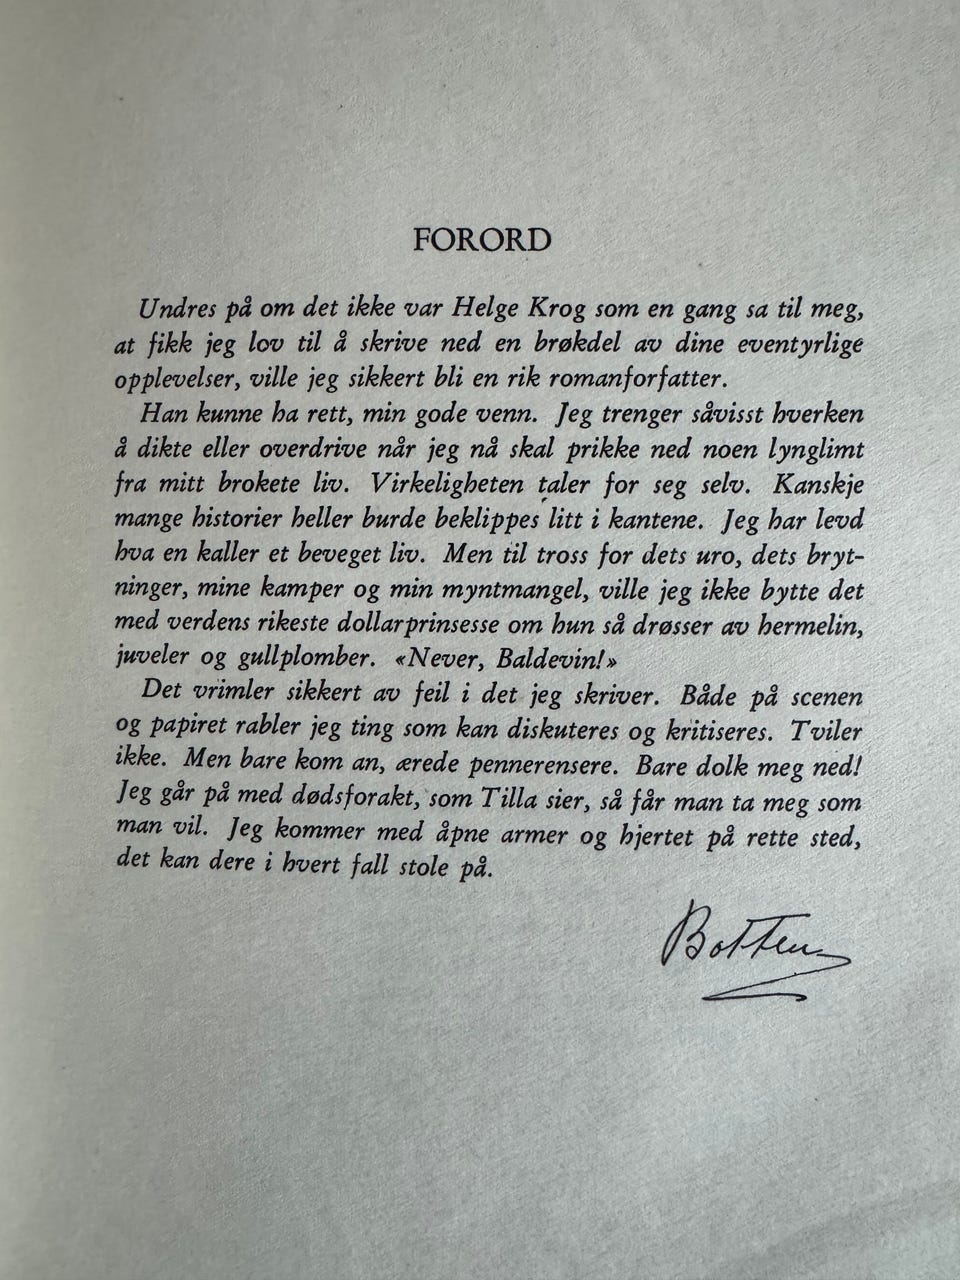 FORORD
Undres på om det ikke var Helge Krog som en gang sa til meg,
at fikk jeg lov til å skrive ned en brøkdel av dine eventyrlige
opplevelser, ville jeg sikkert bli en rik romanforfatter.
Han kunne ha rett, min gode venn. Jeg trenger såvisst hverken
å dikte eller overdrive når jeg nå skal prikke ned noen lynglimt
fra mitt brokete liv. Virkeligheten taler for seg selv. Kanskje
mange historier heller burde beklippes litt i kantene. Jeg har levd
hva en kaller et beveget liv. Men til tross for dets uro, dets bryt-
ninger, mine kamper og min myntmangel, ville jeg ikke bytte det
med verdens rikeste dollarprinsesse om hun så drøsser av hermelin,
juveler og gullplomber. «Never, Baldevin!»
Det vrimler sikkert av feil i det jeg skriver. Både på scenen
og papiret rabler jeg ting som kan diskuteres og kritiseres. Tviler
ikke. Men bare kom an, ærede pennerensere. Bare dolk meg ned!
Jeg går på med dødsforakt, som Tilla sier, så får man ta meg som
man vil. Jeg kommer med åpne armer og hjertet på rette sted,
det kan dere i hvert fall stole på.
Botten